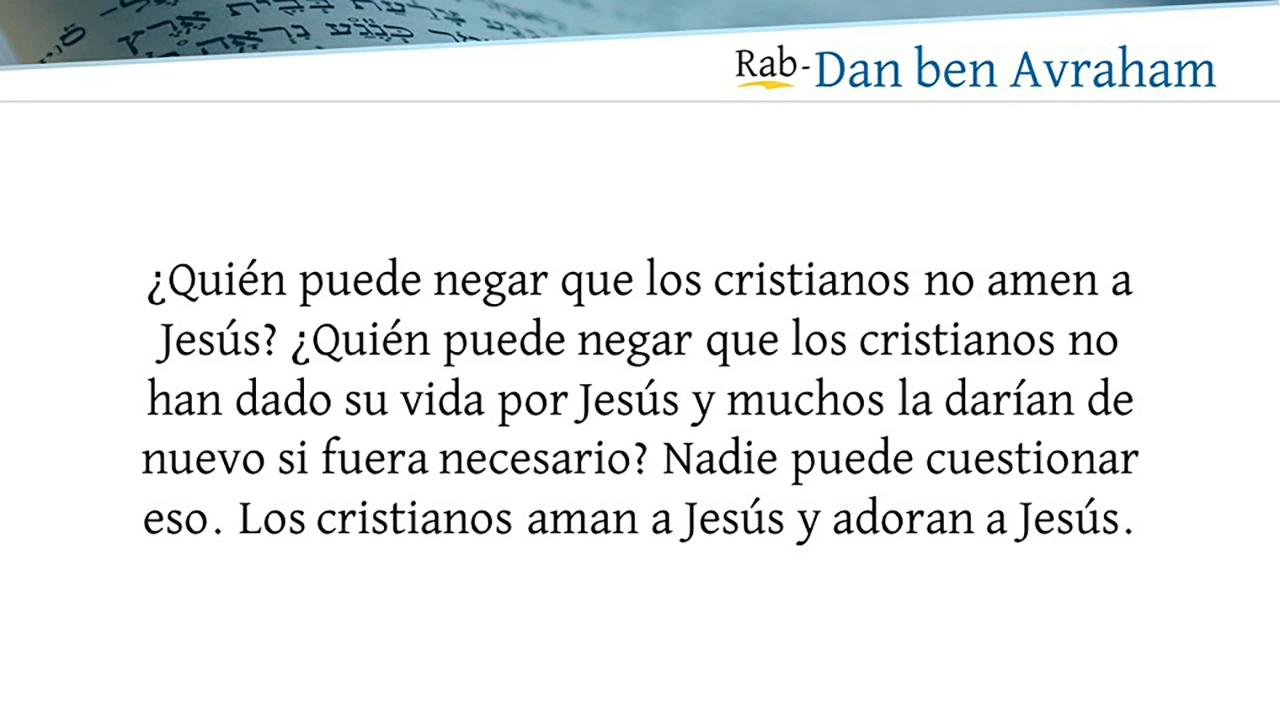 Rab-Dan ben Avraham
¿Quién puede negar que los cristianos no amen a
Jesús? ¿Quién puede negar que los cristianos no
han dado su vida por Jesús y muchos la darían de
nuevo si fuera necesario? Nadie puede cuestionar
eso. Los cristianos aman a Jesús y adoran a Jesús.